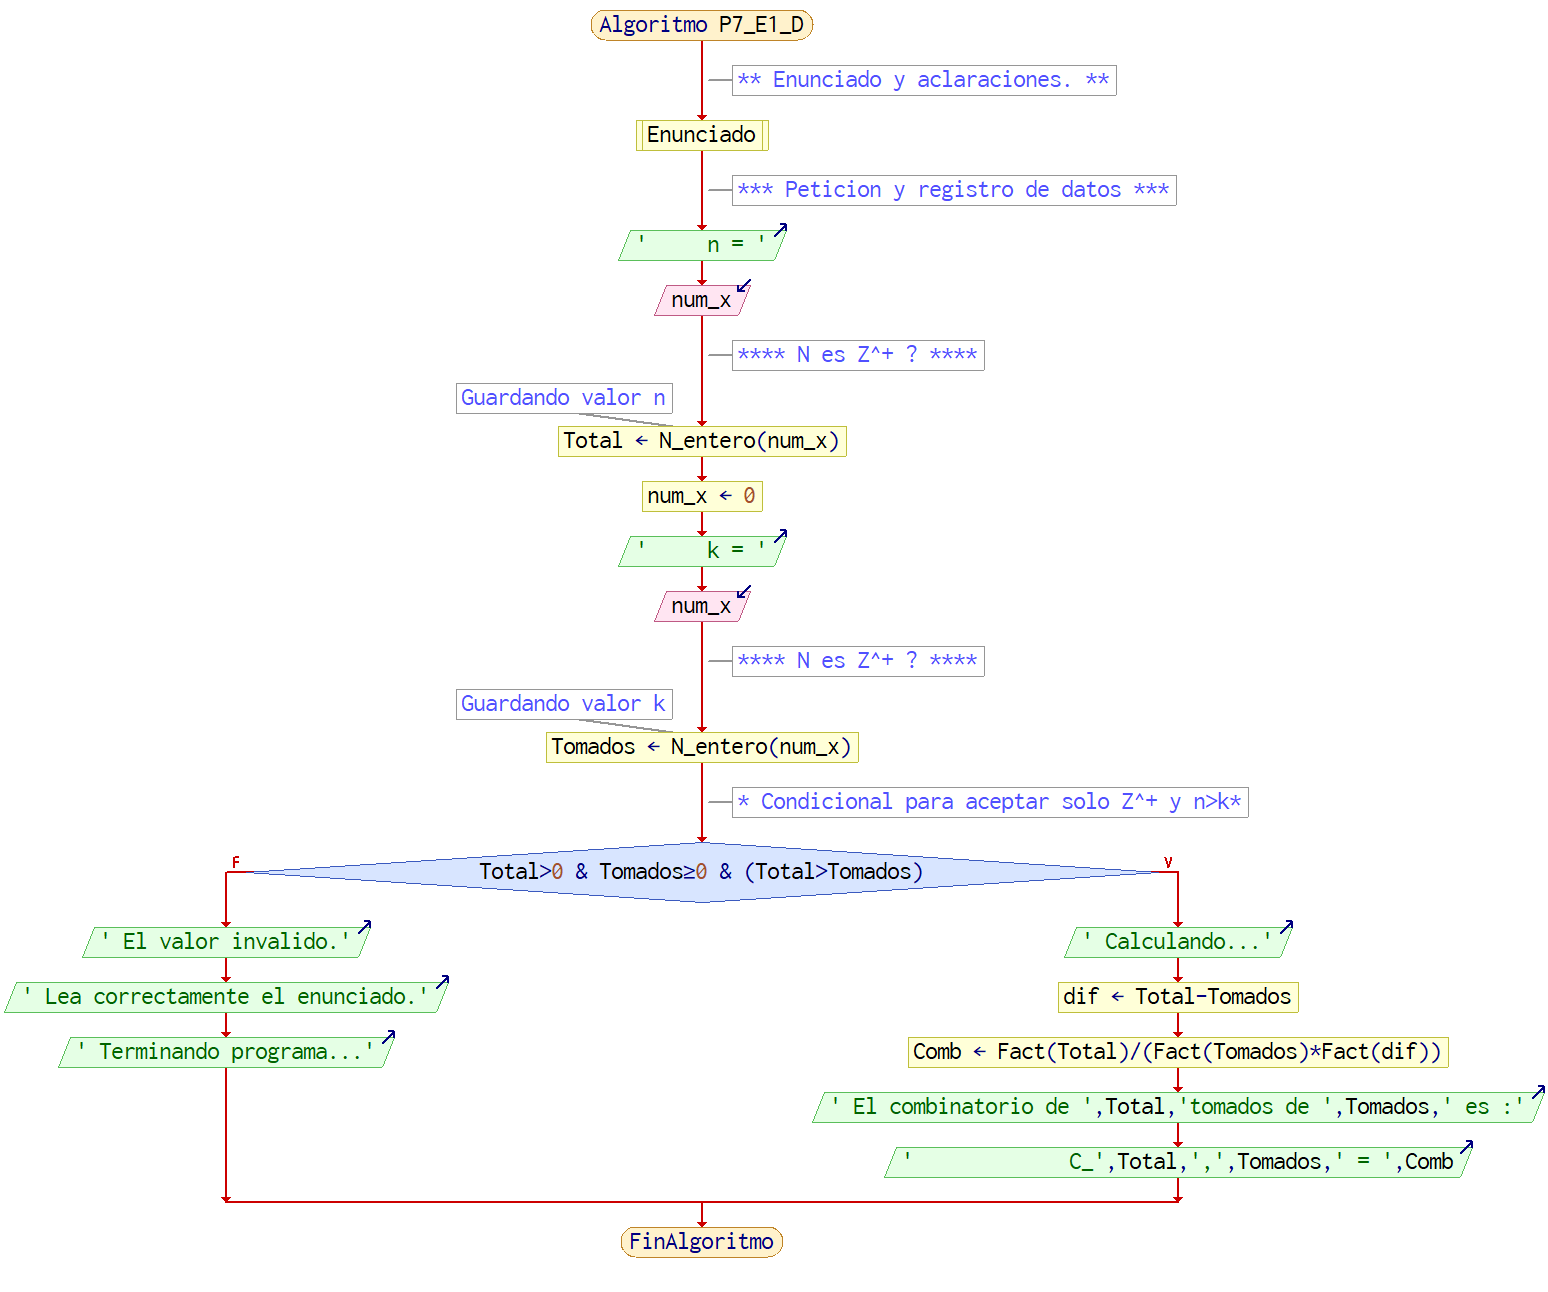 Algoritmo P7_E1_D
** Enunciado y aclaraciones. **
Enunciado
*** Peticion y registro de datos ***
'     n = '
num_x
**** N es Z^+ ? ****
Guardando valor n
Total ← N_entero(num_x)
num_x ← 0
'     k = '
num_x
**** N es Z^+ ? ****
Guardando valor k
Tomados ← N_entero(num_x)
* Condicional para aceptar solo Z^+ y n>k*
F
V
Total>0 & Tomados≥0 & (Total>Tomados)
' El valor invalido.'
' Lea correctamente el enunciado.'
' Terminando programa...'
' Calculando...'
dif ← Total-Tomados
Comb ← Fact(Total)/(Fact(Tomados)*Fact(dif))
' El combinatorio de ',Total,'tomados de ',Tomados,' es :'
'             C_',Total,',',Tomados,' = ',Comb
FinAlgoritmo